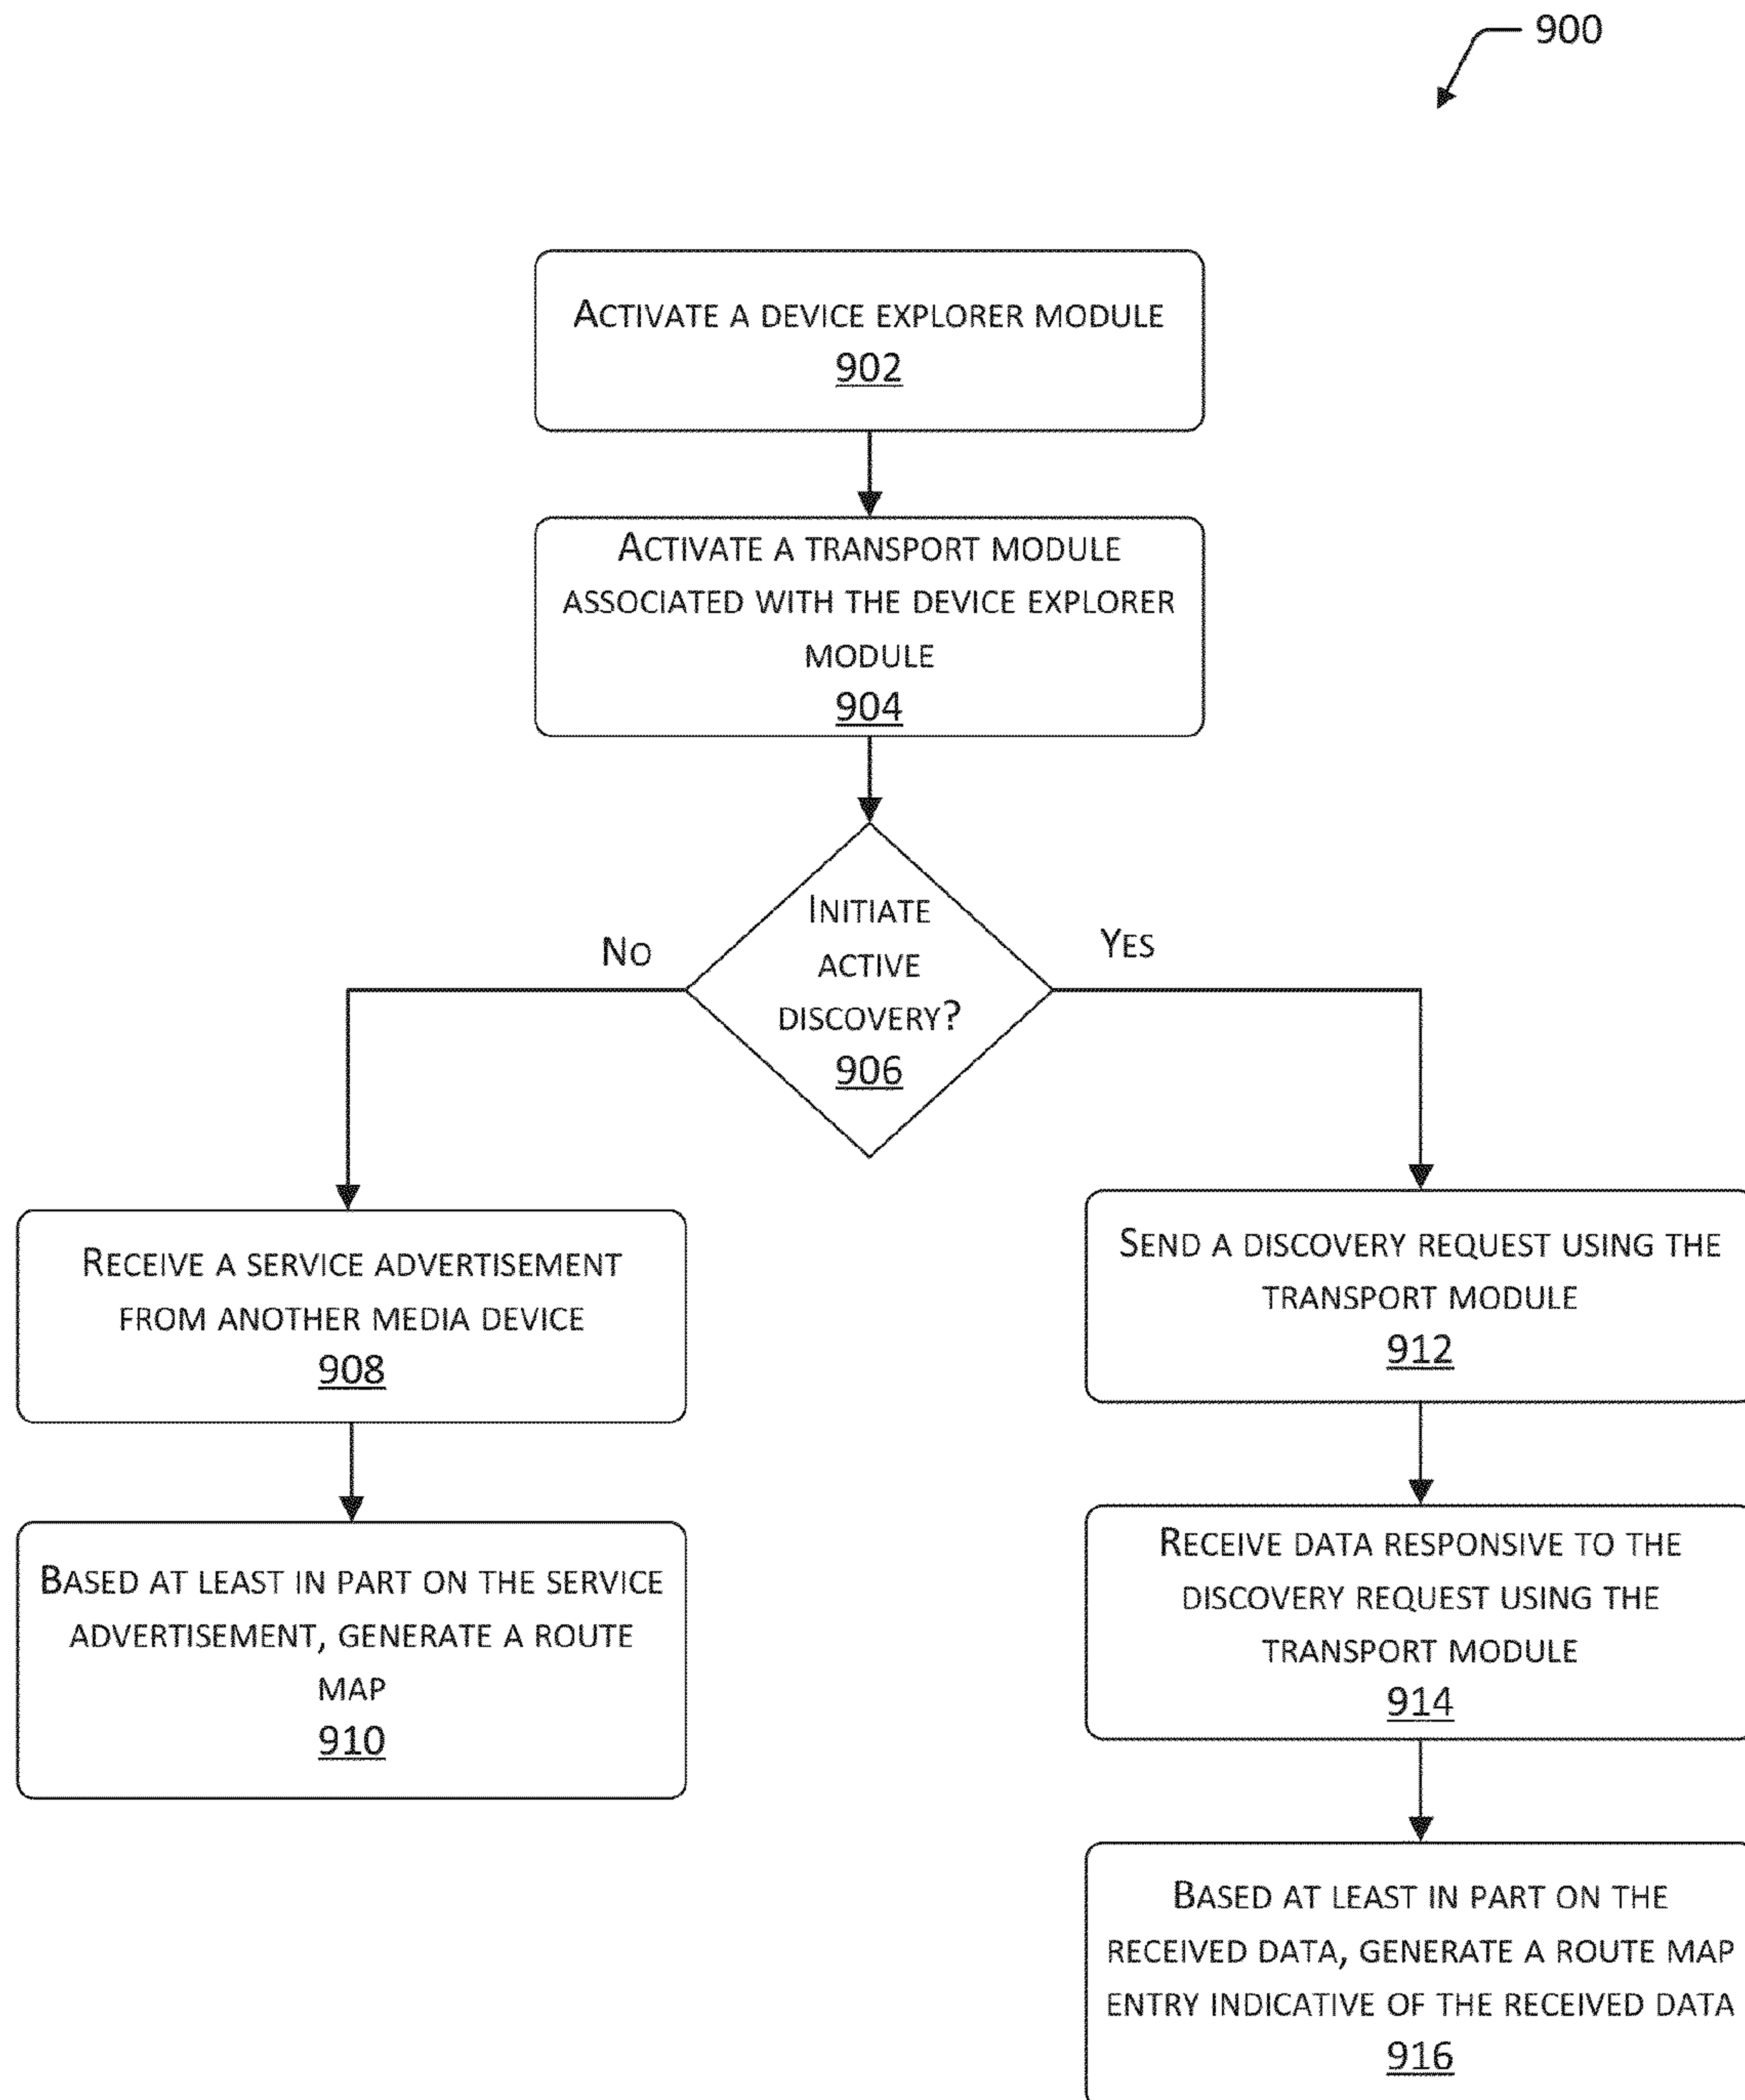 900
ACTIVATE A DEVICE EXPLORER MODULE
902
ACTIVATE A TRANSPORT MODULE
ASSOCIATED WITH THE DEVICE EXPLORER
MODULE
904
INITIATE
ACTIVE
DISCOVERY?
906
NO
YES
RECEIVE A SERVICE ADVERTISEMENT
FROM ANOTHER MEDIA DEVICE
908
BASED AT LEAST IN PART ON THE SERVICE
ADVERTISEMENT, GENERATE A ROUTE
MAP
910
SEND A DISCOVERY REQUEST USING THE
TRANSPORT MODULE
912
RECEIVE DATA RESPONSIVE TO THE
DISCOVERY REQUEST USING THE
TRANSPORT MODULE
914
BASED AT LEAST IN PART ON THE
RECEIVED DATA, GENERATE A ROUTE MAP
ENTRY INDICATIVE OF THE RECEIVED DATA
916